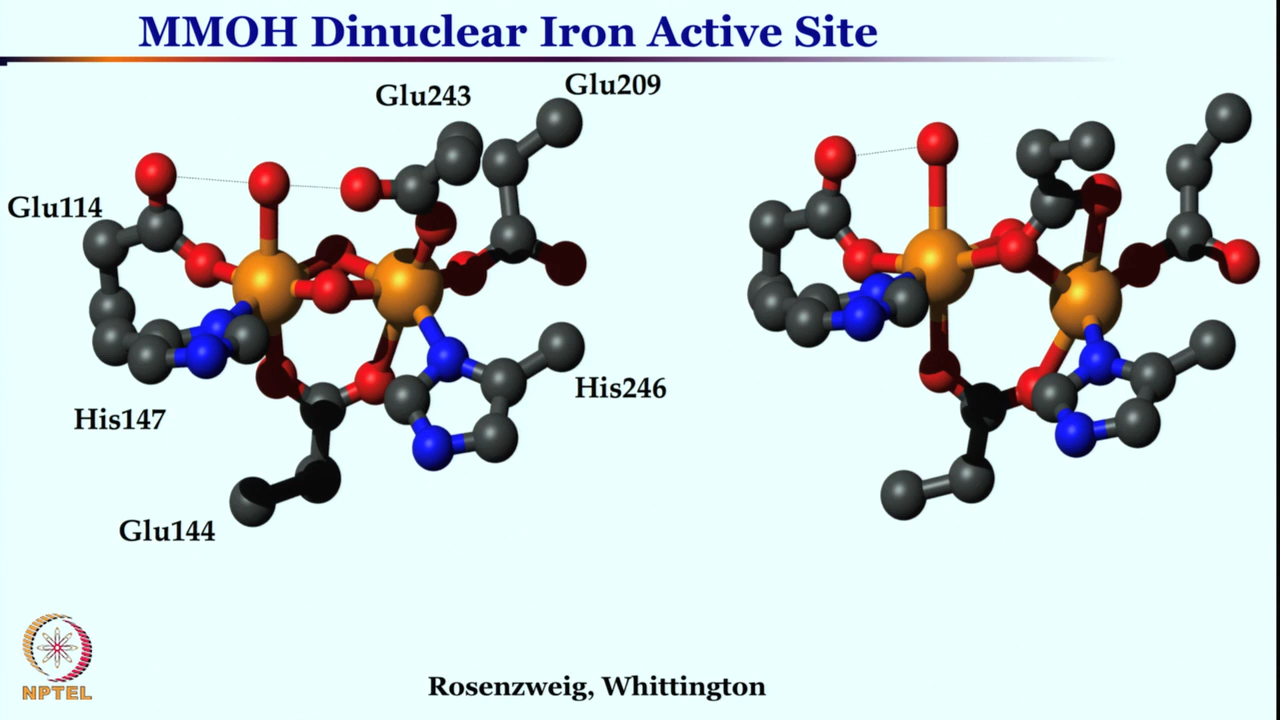 MMOH Dinuclear Iron Active Site
Glu209
Glu243
Glu114
His246
His147
Glu144
NPTEL
Rosenzweig, Whittington